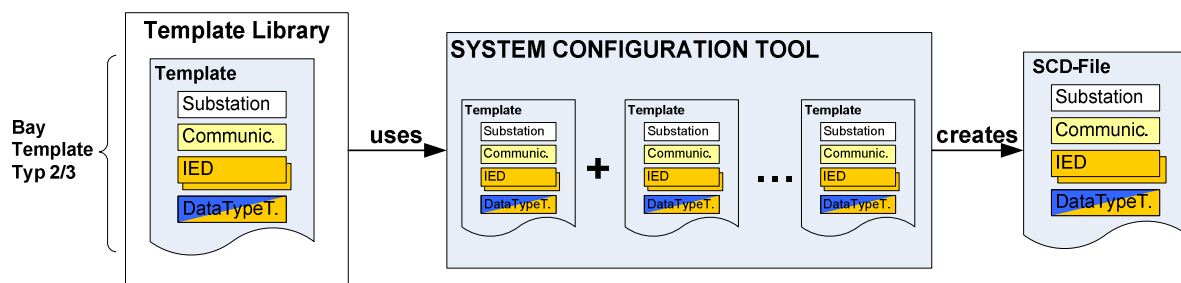 Bay
Template
Typ 2/3
Template Library
Template
Substation
Communic.
IED
DataTypeT.
uses
SYSTEM CONFIGURATION TOOL
Template
Substation
Communic.
IED
DataTypeT.
+
Template
Substation
Communic.
IED
DataTypeT.
...
Template
Substation
Communic.
IED
DataTypeT.
creates
SCD-File
Substation
Communic.
IED
DataTypeT.